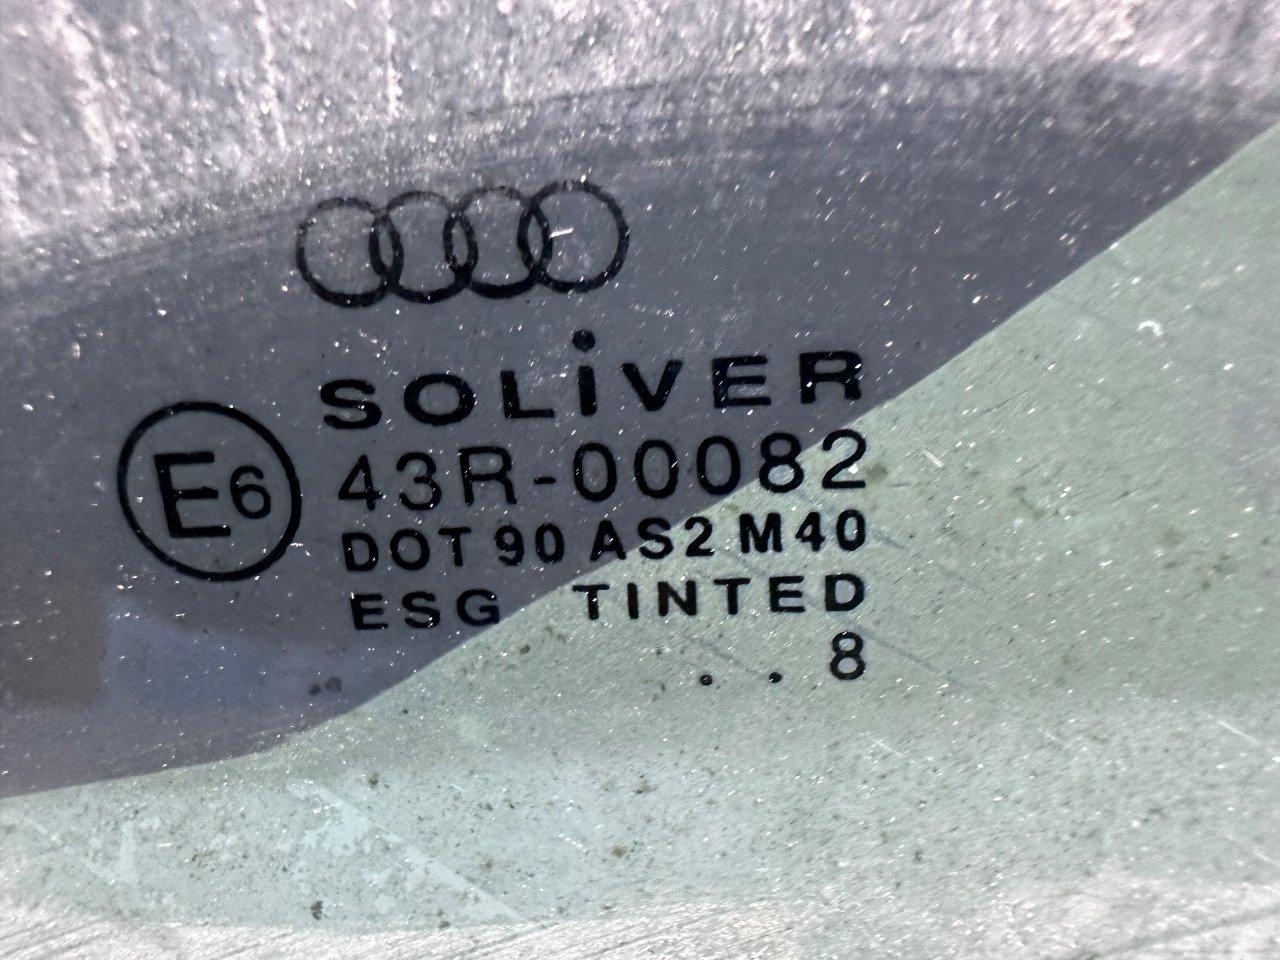 SOLiVER
E6
43R-00082
DOT 90 AS2 M40
ESG TINTED
. . 8